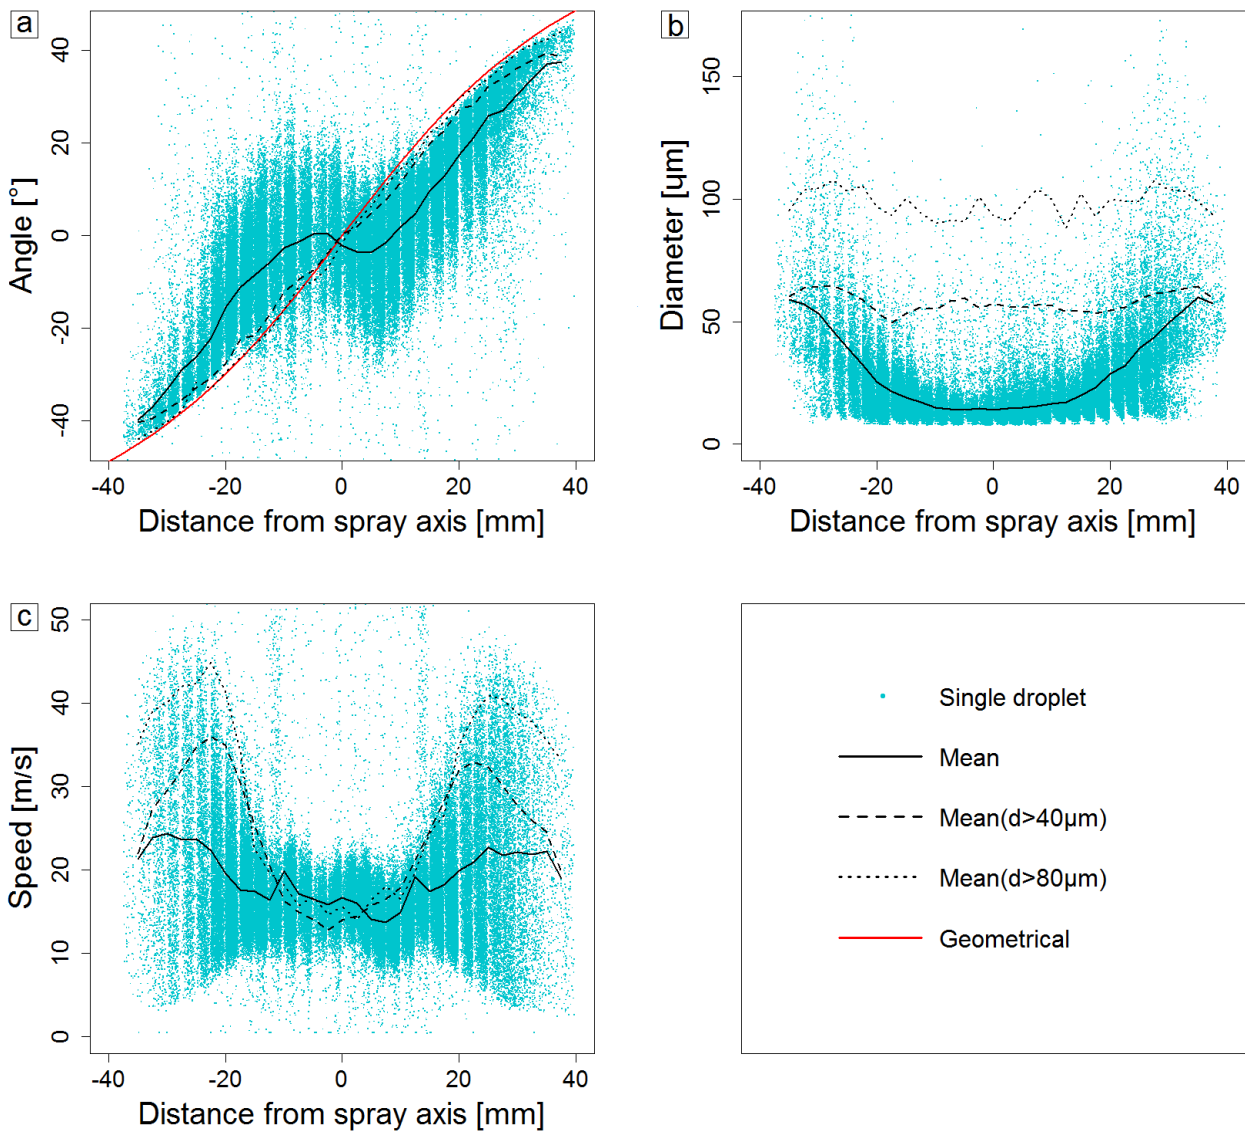 a
Angle [°]
40
20
0
-20
-40
-40 -20 0 20 40
Distance from spray axis [mm]
b
Diameter [µm]
150
100
50
0
-40 -20 0 20 40
Distance from spray axis [mm]
c
Speed [m/s]
50
40
30
20
10
0
-40 -20 0 20 40
Distance from spray axis [mm]
Single droplet
Mean
Mean(d>40µm)
Mean(d>80µm)
Geometrical